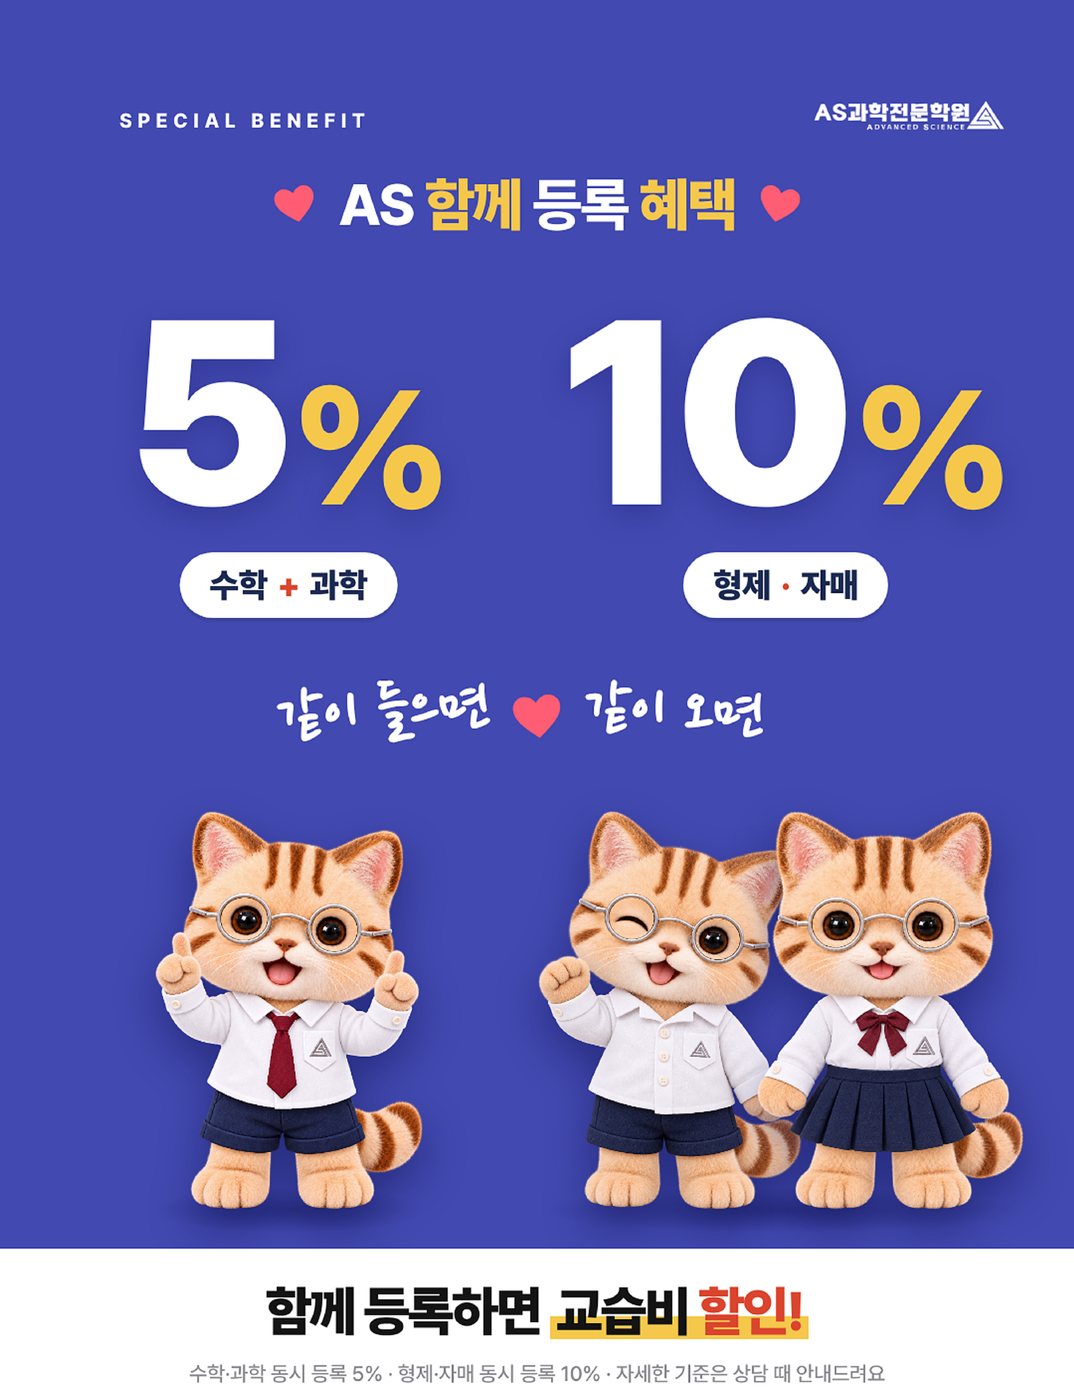 SPECIAL BENEFIT
AS과학전문학원
ADVANCED SCIENCE
AS 함께 등록 혜택
5%
10%
수학 + 과학
형제 · 자매
같이 들으면 같이 오면
함께 등록하면 교습비 할인!
수학·과학 동시 등록 5% · 형제·자매 동시 등록 10% · 자세한 기준은 상담 때 안내드려요